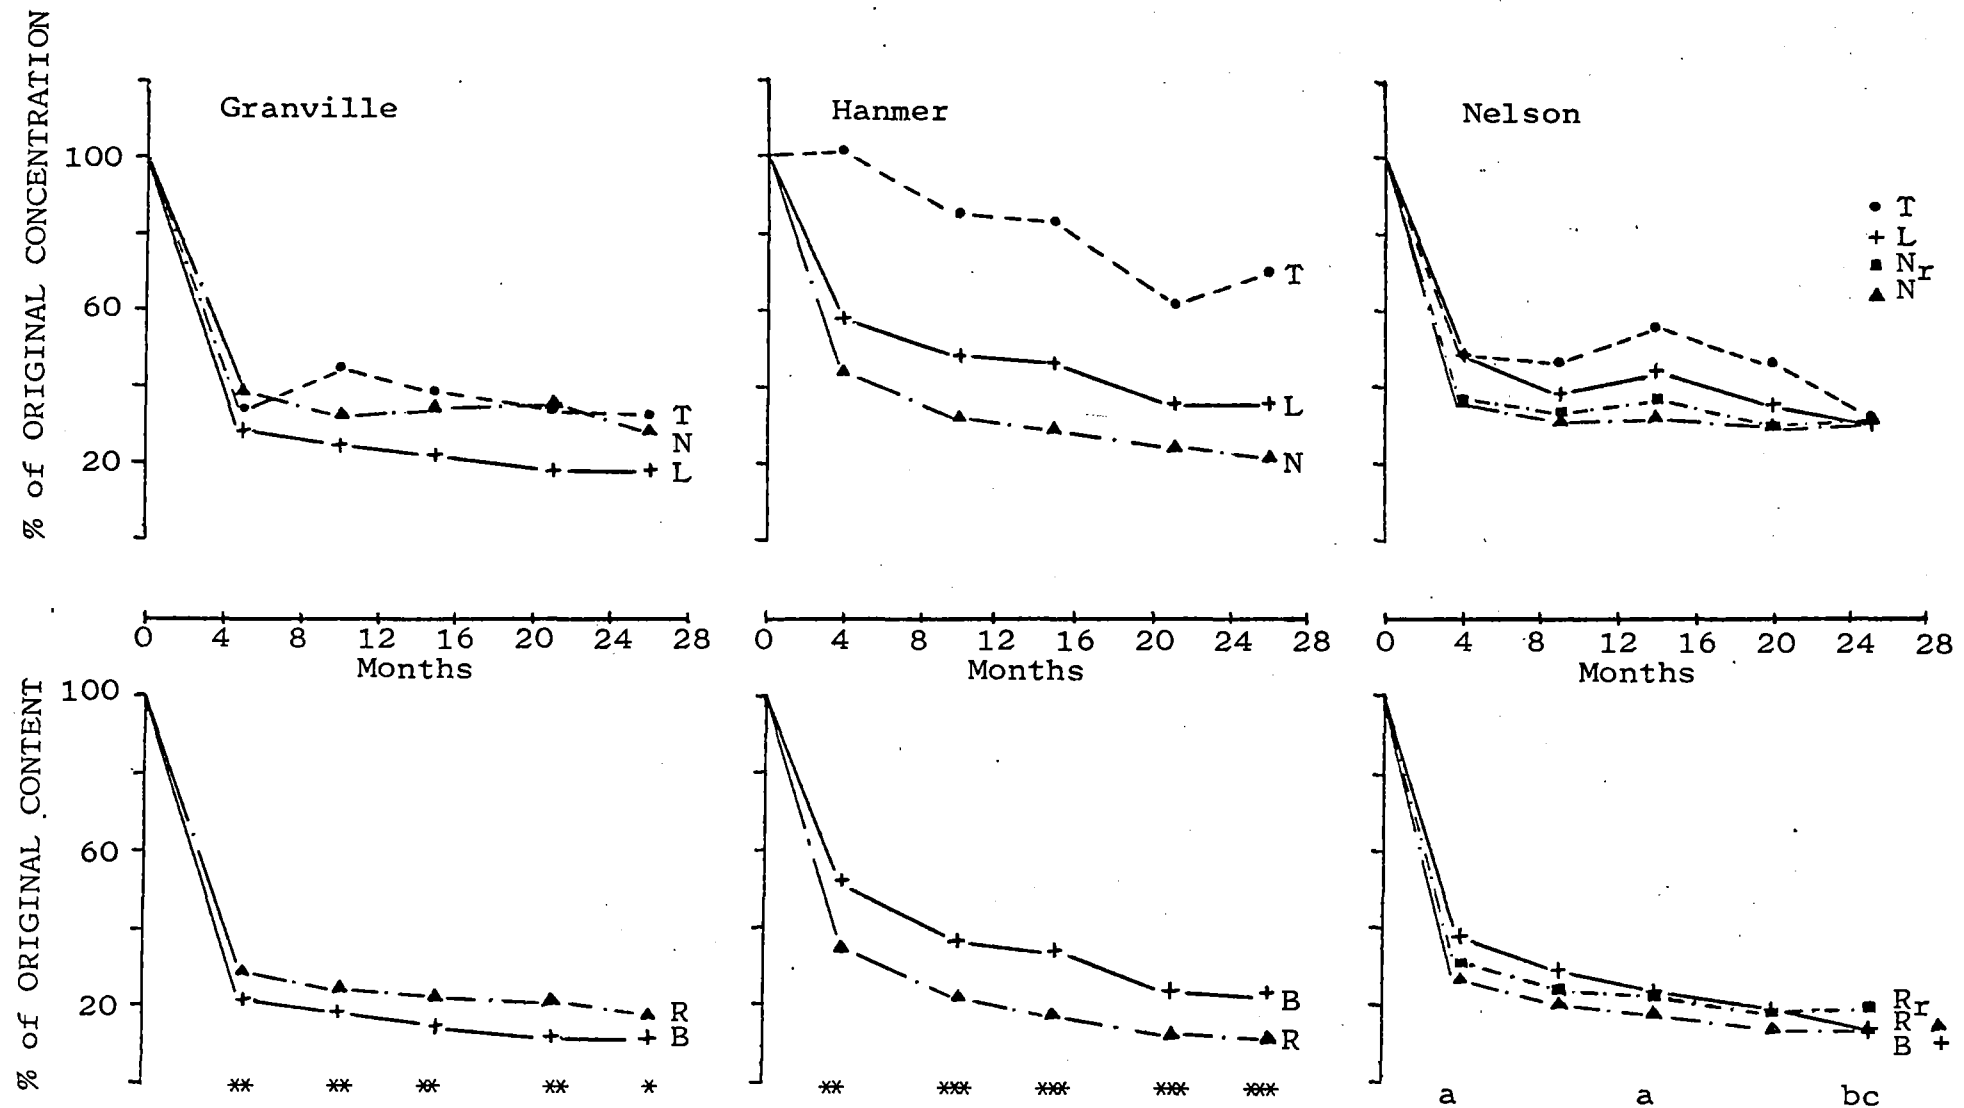 % of ORIGINAL CONCENTRATION
Granville
Hanmer
Nelson
100
60
20
T
N
L
T
L
N
T
L
Nr
N
0 4 8 12 16 20 24 28
Months
0 4 8 12 16 20 24 28
Months
0 4 8 12 16 20 25 28
Months
% of ORIGINAL CONTENT
100
60
20
R
B
** ** ** ** *
B
R
** *** *** *** ***
Rr
R
B
a a bc